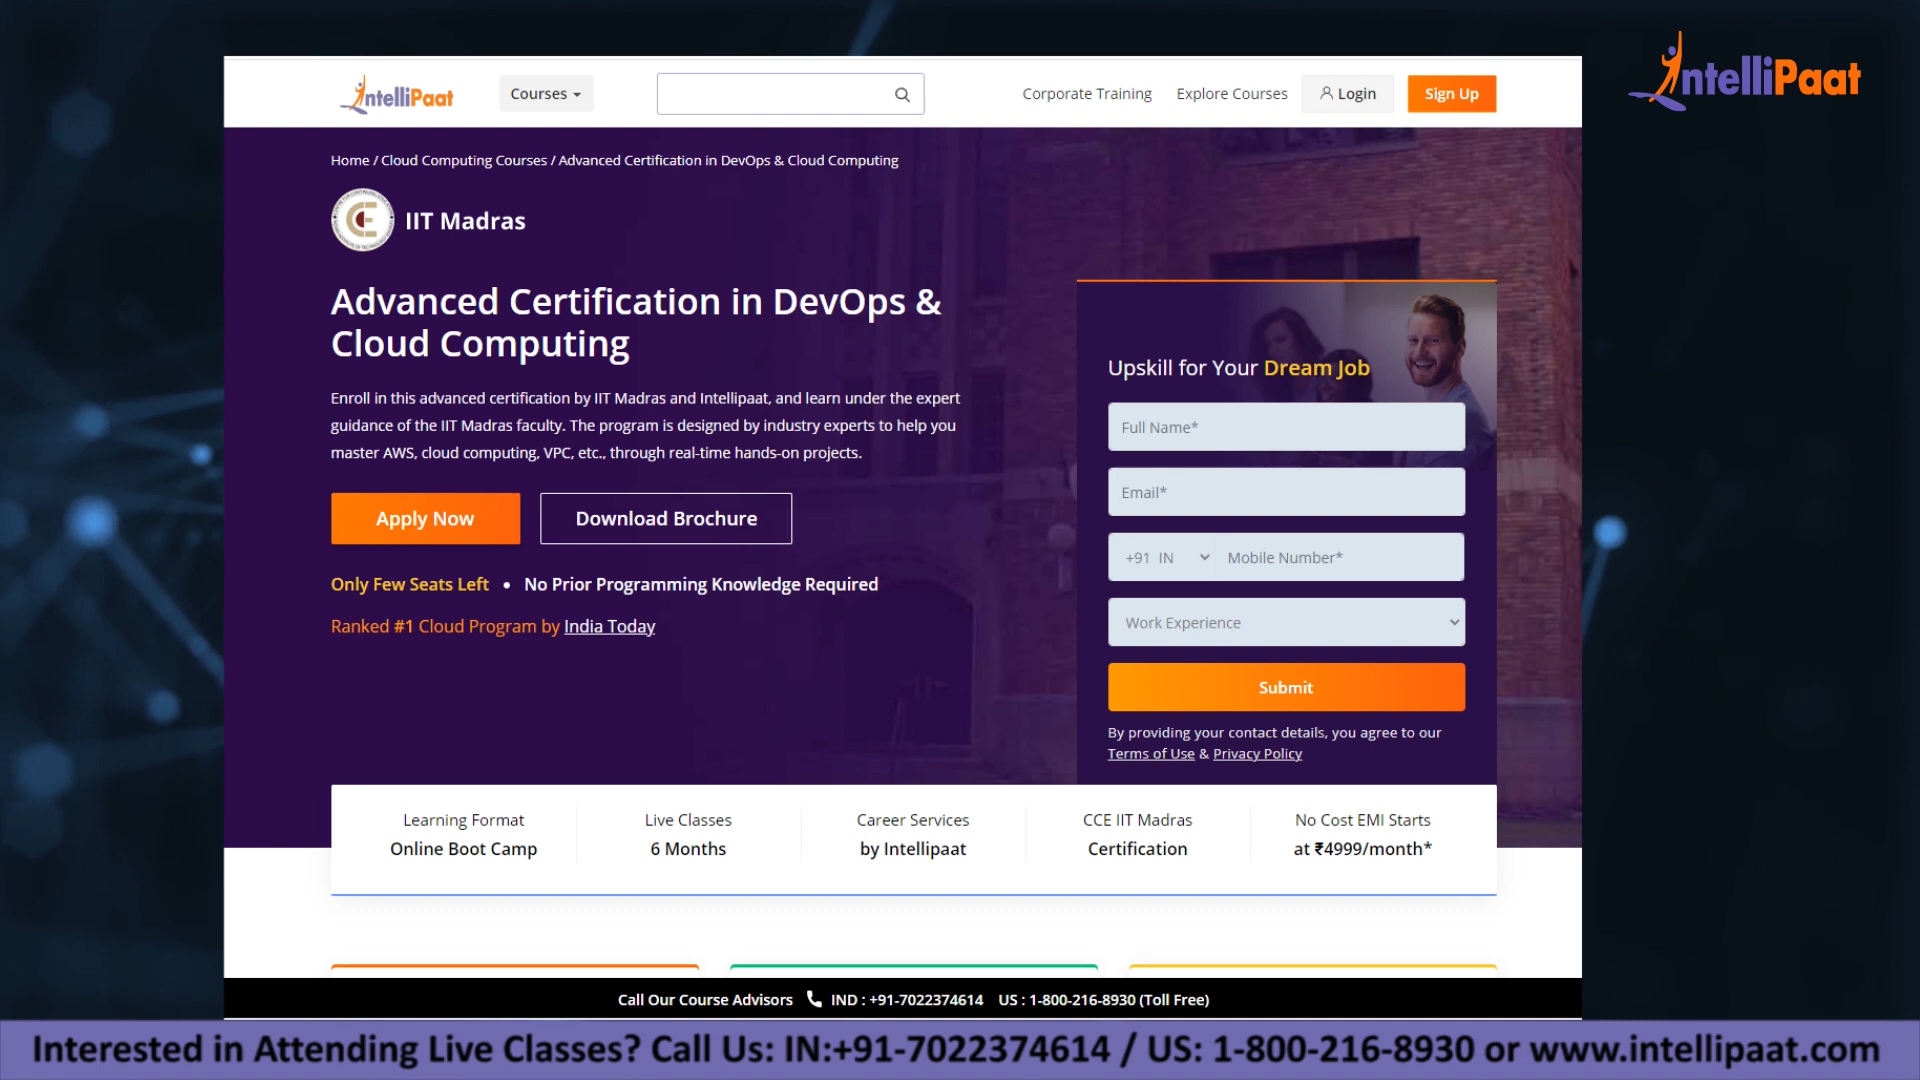 IntelliPaat
IntelliPaat
Courses
Corporate Training
Explore Courses
Login
Sign Up
Home / Cloud Computing Courses / Advanced Certification in DevOps & Cloud Computing
IIT Madras
Advanced Certification in DevOps &
Cloud Computing
Enroll in this advanced certification by IIT Madras and Intellipaat, and learn under the expert
guidance of the IIT Madras faculty. The program is designed by industry experts to help you
master AWS, cloud computing, VPC, etc., through real-time hands-on projects.
Apply Now
Download Brochure
Only Few Seats Left • No Prior Programming Knowledge Required
Ranked #1 Cloud Program by India Today
Upskill for Your Dream Job
Full Name*
Email*
+91 IN
Mobile Number*
Work Experience
Submit
By providing your contact details, you agree to our
Terms of Use & Privacy Policy
Learning Format
Online Boot Camp
Live Classes
6 Months
Career Services
by Intellipaat
CCE IIT Madras
Certification
No Cost EMI Starts
at ₹4999/month*
Call Our Course Advisors IND : +91-7022374614 US : 1-800-216-8930 (Toll Free)
Interested in Attending Live Classes? Call Us: IN:+91-7022374614 / US: 1-800-216-8930 or www.intellipaat.com